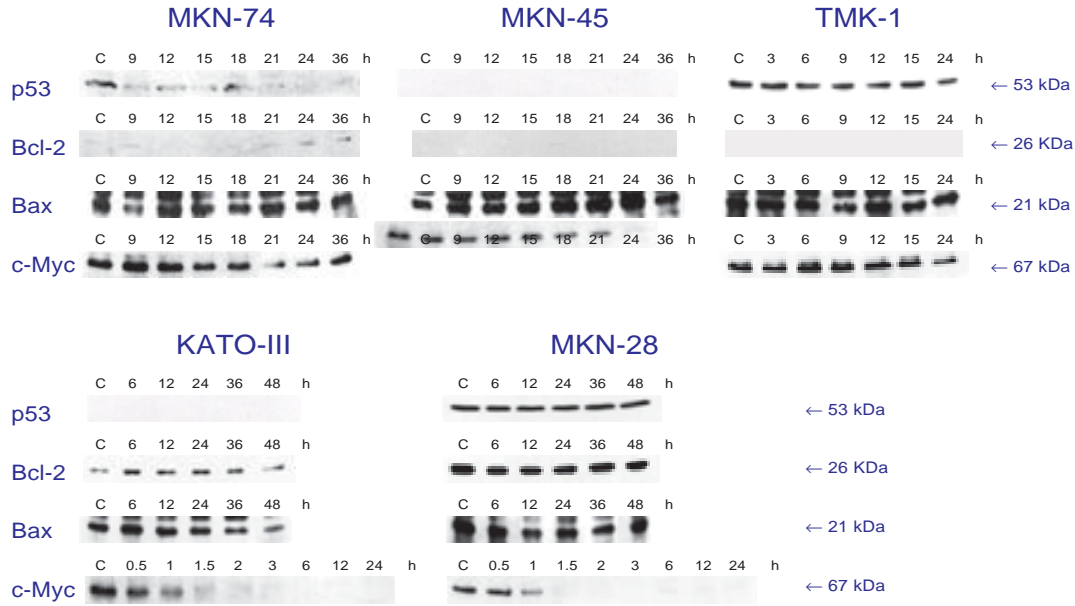 MKN-74 MKN-45 TMK-1
C 9 12 15 18 21 24 36 h C 9 12 15 18 21 24 36 h C 3 6 9 12 15 24 h
p53 ← 53 kDa
C 9 12 15 18 21 24 36 h C 9 12 15 18 21 24 36 h C 3 6 9 12 15 24 h
Bcl-2 ← 26 KDa
C 9 12 15 18 21 24 36 h C 9 12 15 18 21 24 36 h C 3 6 9 12 15 24 h
Bax ← 21 kDa
C 9 12 15 18 21 24 36 h C 9 12 15 18 21 24 36 h C 3 6 9 12 15 24 h
c-Myc ← 67 kDa
KATO-III MKN-28
C 6 12 24 36 48 h C 6 12 24 36 48 h
p53 ← 53 kDa
C 6 12 24 36 48 h C 6 12 24 36 48 h
Bcl-2 ← 26 KDa
C 6 12 24 36 48 h C 6 12 24 36 48 h
Bax ← 21 kDa
C 0.5 1 1.5 2 3 6 12 24 h C 0.5 1 1.5 2 3 6 12 24 h
c-Myc ← 67 kDa